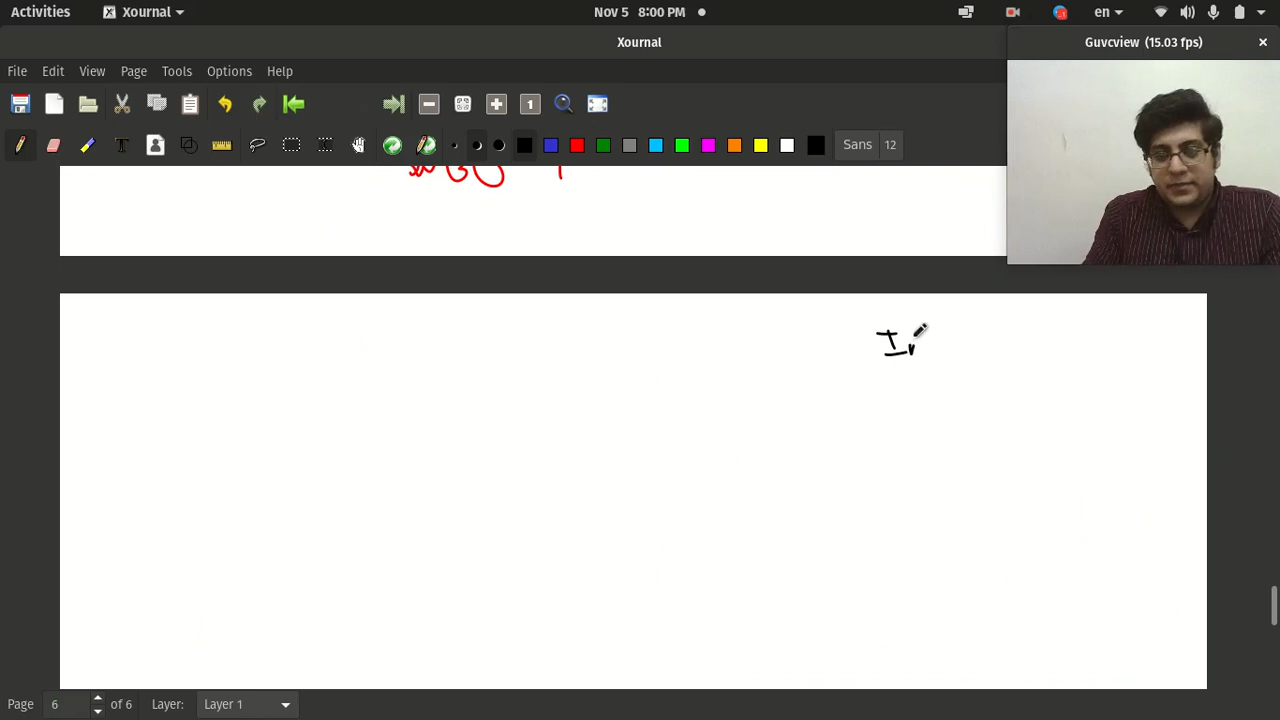 Activities Xournal Nov 5 8:00 PM en
Xournal
Guvcview (15.03 fps)
File Edit View Page Tools Options Help
1
T Sans 12
Page 6 of 6 Layer: Layer 1